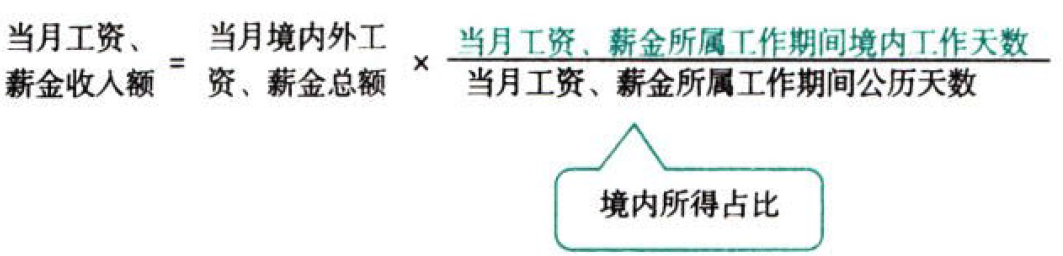 当月工资、
薪金收入额
=
当月境内外工
资、薪金总额
×
当月工资、薪金所属工作期间境内工作天数
当月工资、薪金所属工作期间公历天数
境内所得占比